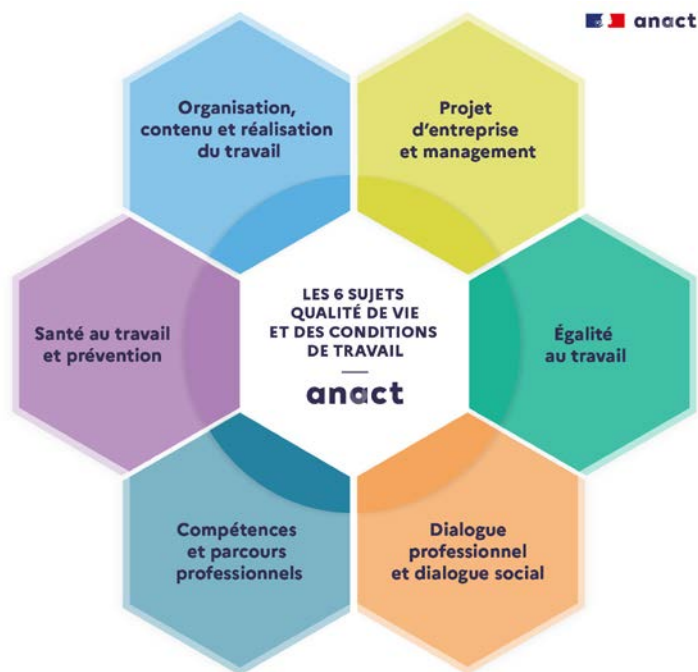 anact
Organisation,
contenu et réalisation
du travail
Projet
d'entreprise
et management
LES 6 SUJETS
QUALITÉ DE VIE
ET DES CONDITIONS
DE TRAVAIL
anact
Santé au travail
et prévention
Égalité
au travail
Compétences
et parcours
professionnels
Dialogue
professionnel
et dialogue social